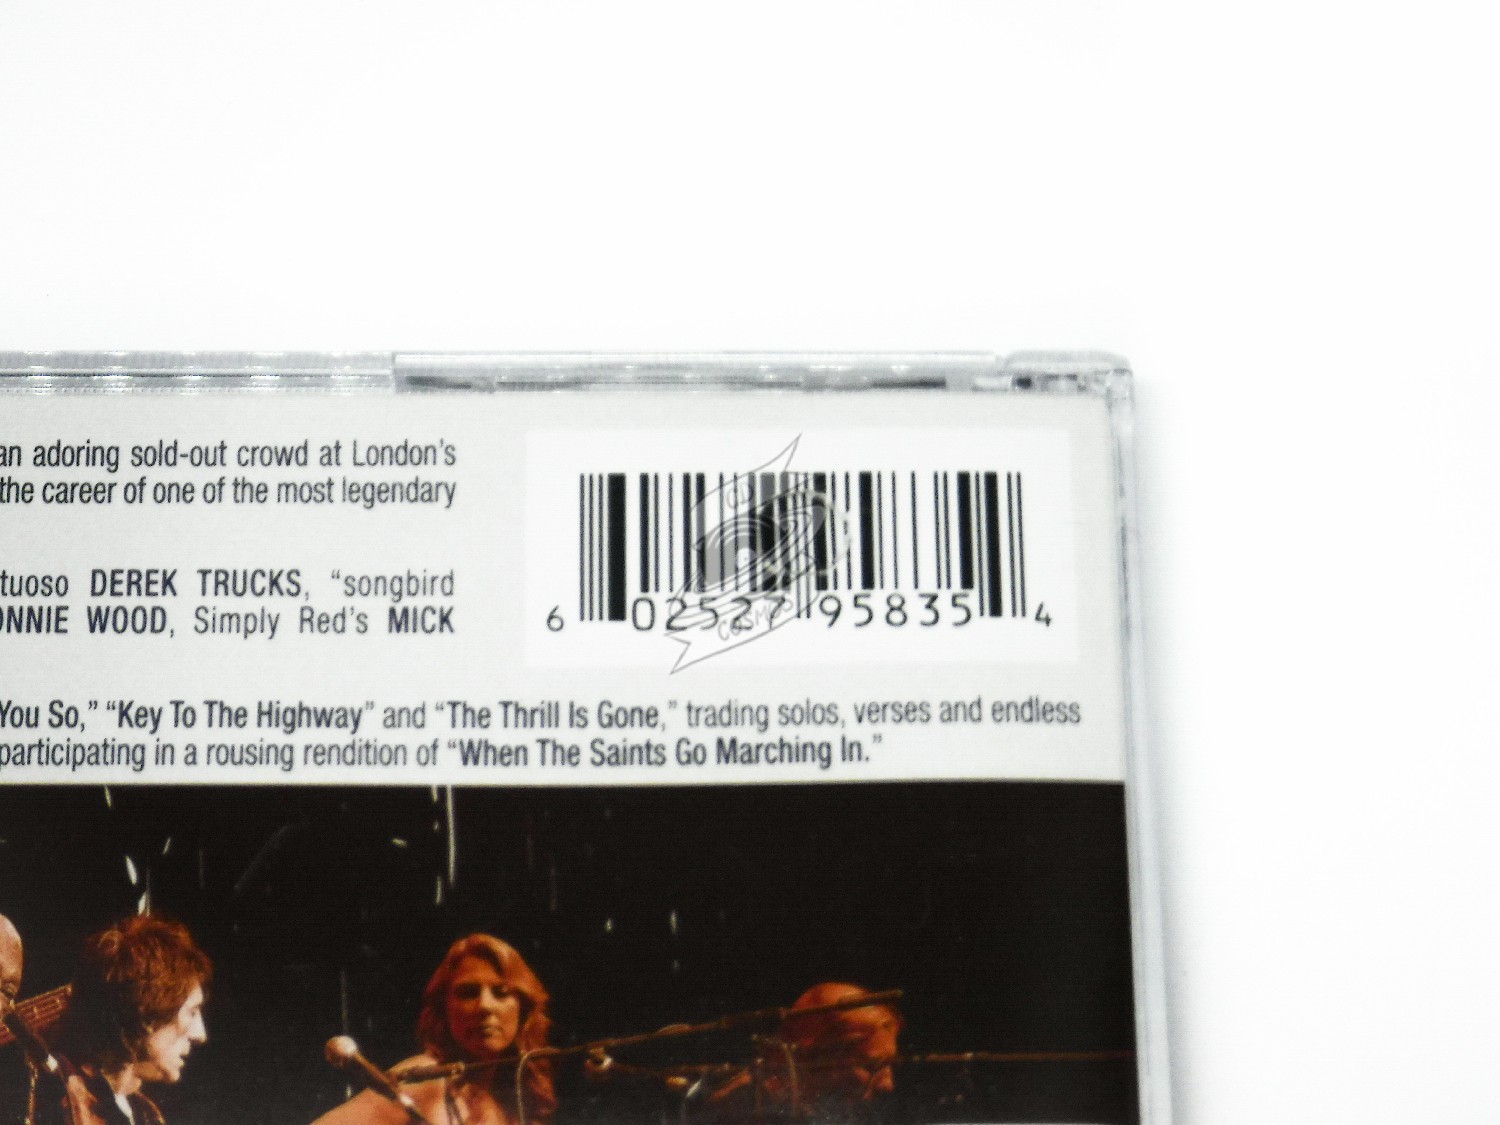 an adoring sold-out crowd at London's
the career of one of the most legendary
tuoso DEREK TRUCKS, “songbird
ONNIE WOOD, Simply Red's MICK
6 02527 95835 4
CD
COSMOS
You So,” “Key To The Highway” and “The Thrill Is Gone,” trading solos, verses and endless
participating in a rousing rendition of “When The Saints Go Marching In.”